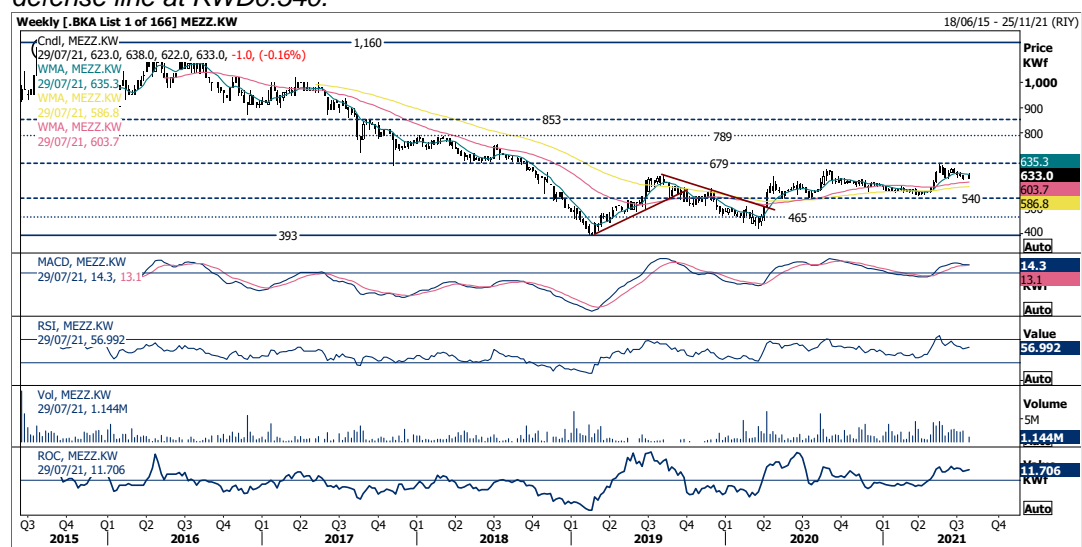 defense line at KWD0.540.
Weekly [.BKA List 1 of 166] MEZZ.KW 18/06/15 - 25/11/21 (RIY)
Cndl, MEZZ.KW
29/07/21, 623.0, 638.0, 622.0, 633.0, -1.0, (-0.16%)
WMA, MEZZ.KW
29/07/21, 635.3
WMA, MEZZ.KW
29/07/21, 586.8
WMA, MEZZ.KW
29/07/21, 603.7
1,160
853
789
679
540
465
393
Price
KWf
1,000
900
800
635.3
633.0
603.7
586.8
400
Auto
MACD, MEZZ.KW
29/07/21, 14.3, 13.1
14.3
13.1
KWf
Auto
RSI, MEZZ.KW
29/07/21, 56.992
Value
56.992
Auto
Vol, MEZZ.KW
29/07/21, 1.144M
Volume
5M
1.144M
ROC, MEZZ.KW
29/07/21, 11.706
11.706
KWf
Auto
Q3 Q4 Q1 Q2 Q3 Q4 Q1 Q2 Q3 Q4 Q1 Q2 Q3 Q4 Q1 Q2 Q3 Q4 Q1 Q2 Q3 Q4 Q1 Q2 Q3 Q4
2015 2016 2017 2018 2019 2020 2021